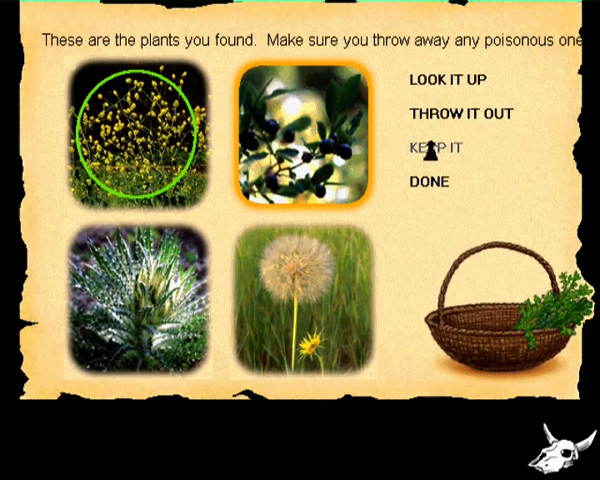 These are the plants you found. Make sure you throw away any poisonous one
LOOK IT UP
THROW IT OUT
KEEP IT
DONE